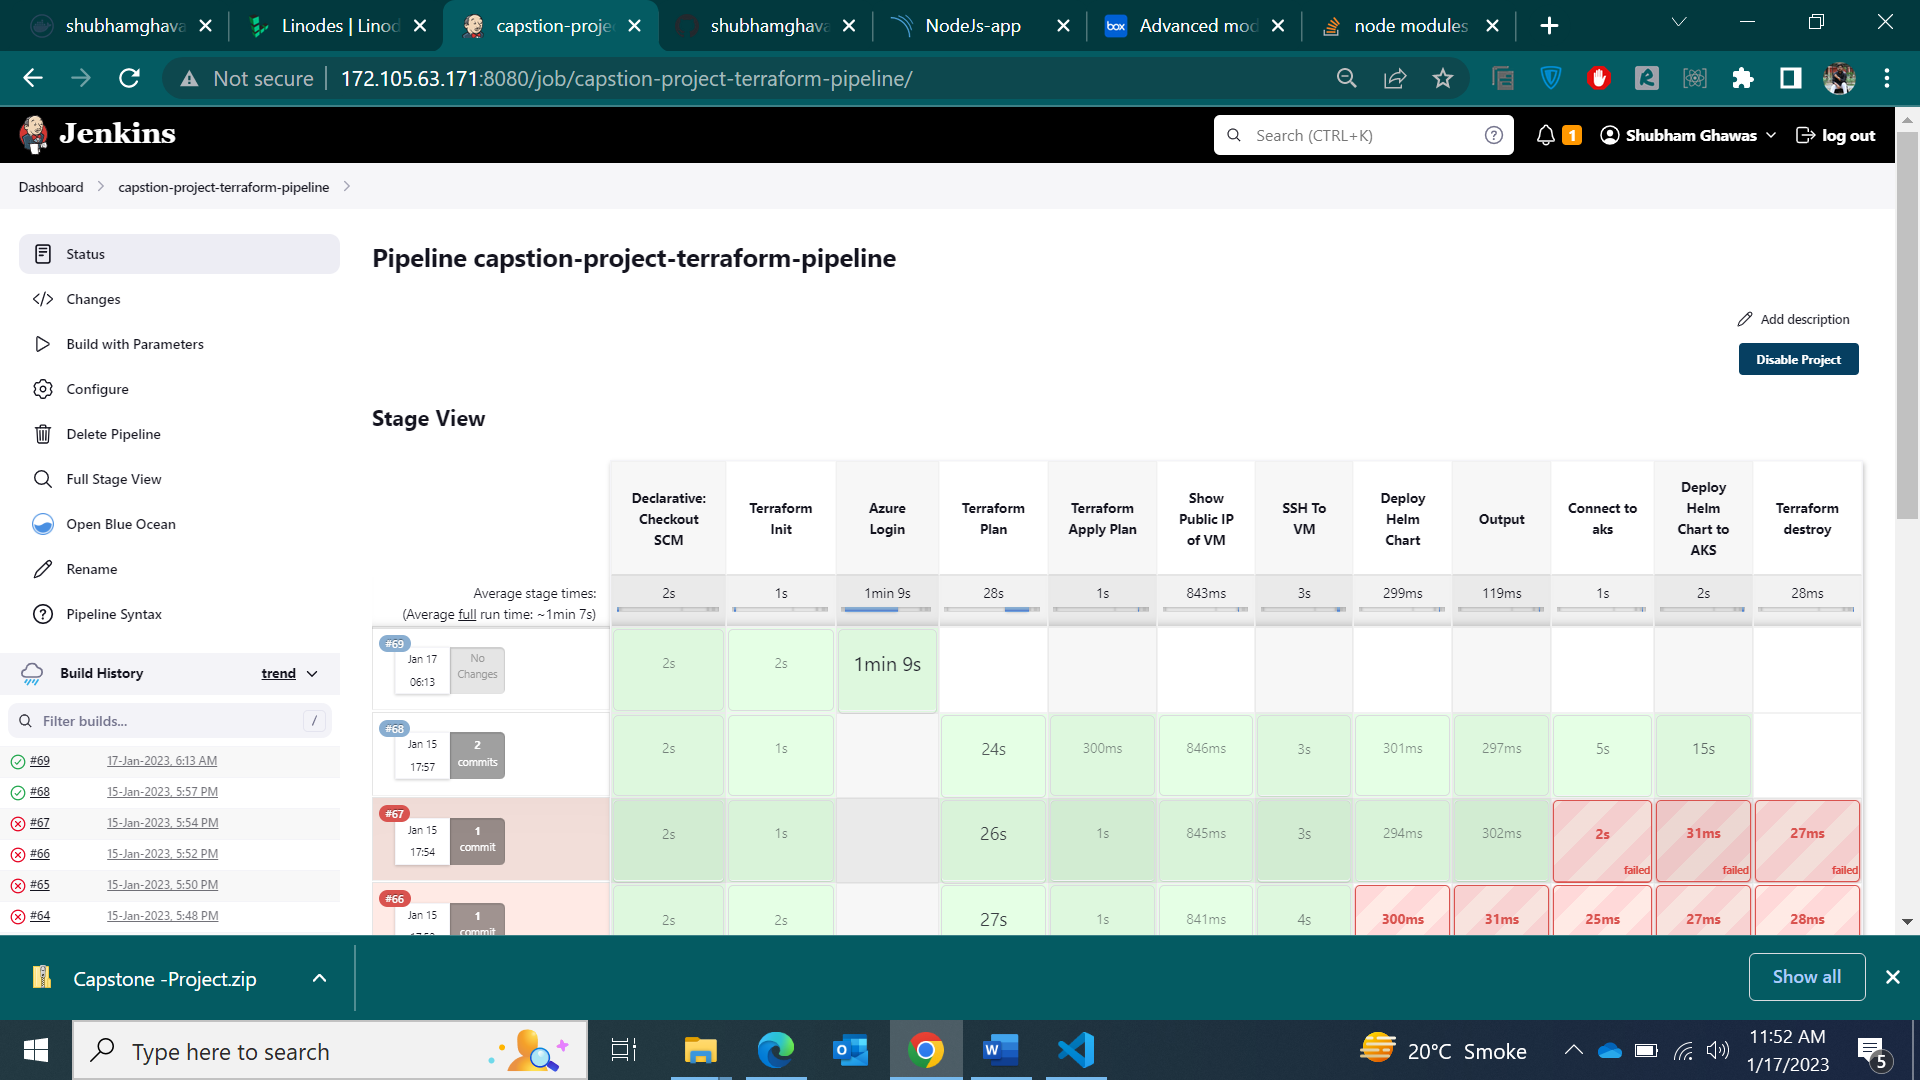 shubhamghava
Linodes | Linod
capstion-proje
shubhamghava
NodeJs-app
Advanced mod
node modules
Not secure
172.105.63.171:8080/job/capstion-project-terraform-pipeline/
Jenkins
Search (CTRL+K)
?
1
Shubham Ghawas
log out
Dashboard
capstion-project-terraform-pipeline
Status
Changes
Build with Parameters
Configure
Delete Pipeline
Full Stage View
Open Blue Ocean
Rename
Pipeline Syntax
Build History
trend
Filter builds...
/
#69 17-Jan-2023, 6:13 AM
#68 15-Jan-2023, 5:57 PM
#67 15-Jan-2023, 5:54 PM
#66 15-Jan-2023, 5:52 PM
#65 15-Jan-2023, 5:50 PM
#64 15-Jan-2023, 5:48 PM
Pipeline capstion-project-terraform-pipeline
Add description
Disable Project
Stage View
Declarative:
Checkout
SCM
Terraform
Init
Azure
Login
Terraform
Plan
Terraform
Apply Plan
Show
Public IP
of VM
SSH To
VM
Deploy
Helm
Chart
Output
Connect to
aks
Deploy
Helm
Chart to
AKS
Terraform
destroy
Average stage times:
(Average full run time: ~1min 7s)
2s 1s 1min 9s 28s 1s 843ms 3s 299ms 119ms 1s 2s 28ms
#69
Jan 17
06:13
No
Changes
2s 2s 1min 9s
#68
Jan 15
17:57
2
commits
2s 1s 24s 300ms 846ms 3s 301ms 297ms 5s 15s
#67
Jan 15
17:54
1
commit
2s 1s 26s 1s 845ms 3s 294ms 302ms 2s 31ms 27ms
failed failed failed
#66
Jan 15
1
commit
2s 2s 27s 1s 841ms 4s 300ms 31ms 25ms 27ms 28ms
Capstone -Project.zip
Show all
Type here to search
20°C Smoke
11:52 AM
1/17/2023
5